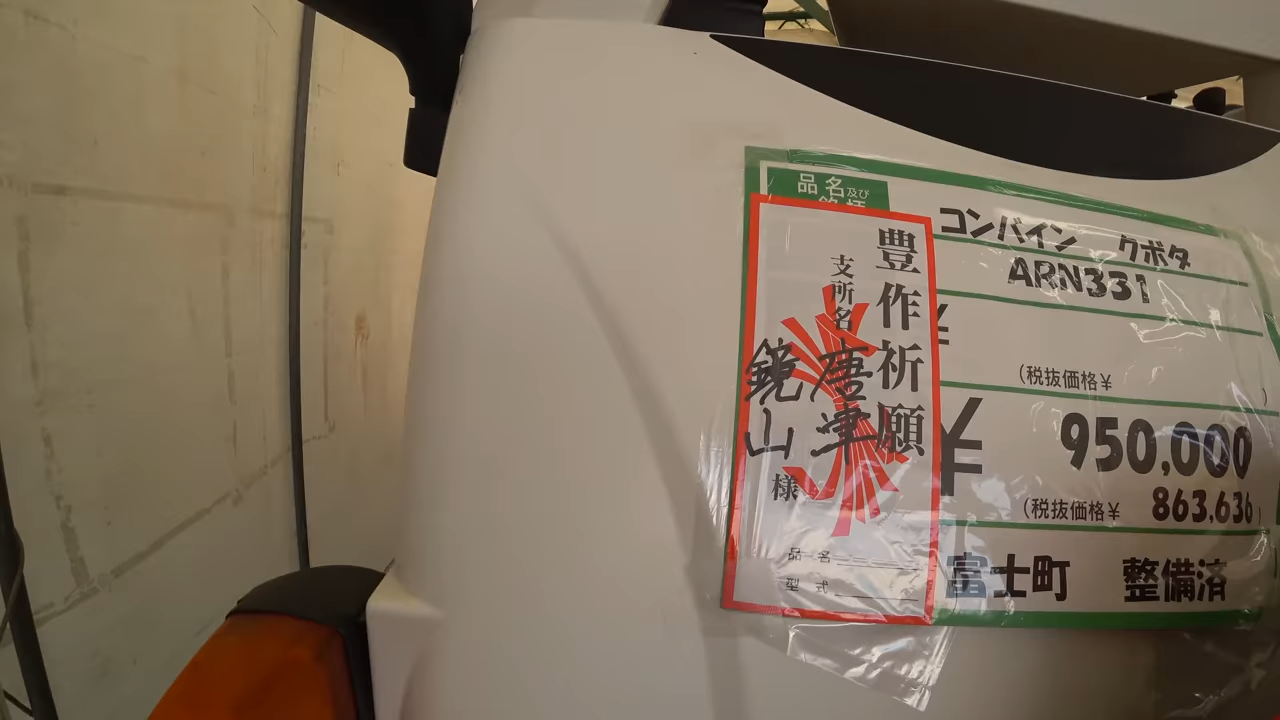 品名及び
銘柄
コンバイン クボタ
ARN331
¥
(税抜価格¥ )
¥ 950,000
(税抜価格¥ 863,636)
富士町 整備済
豊作祈願
支所名 唐津
鏡山様
品名
型式